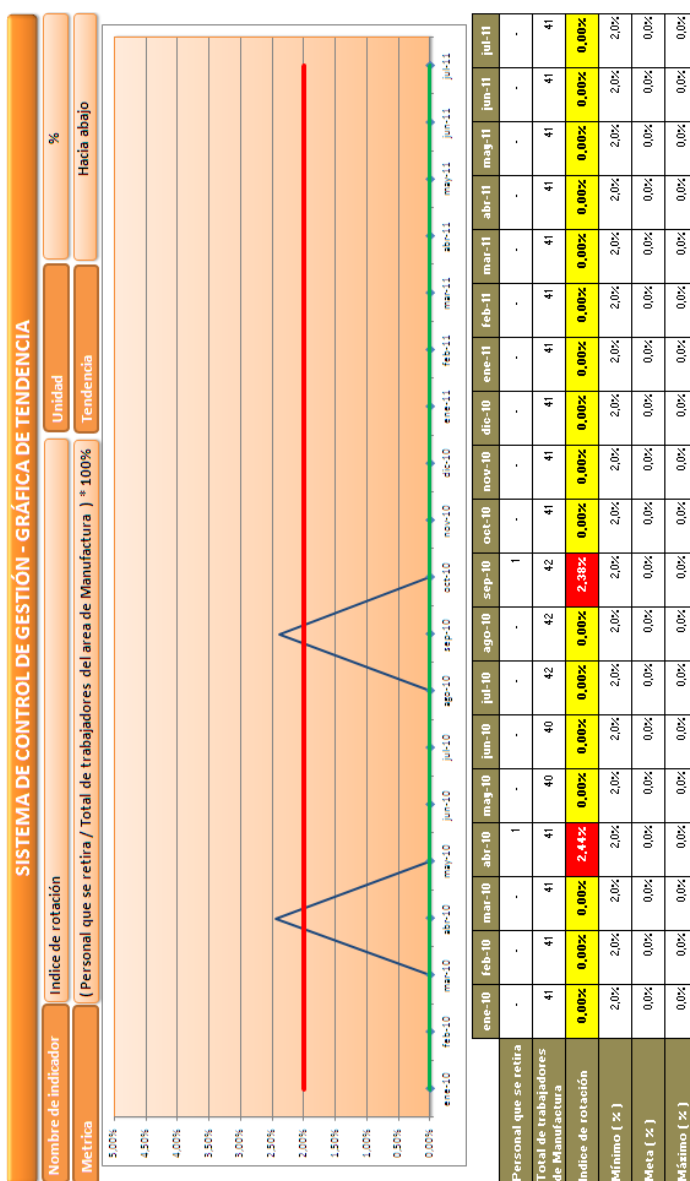 SISTEMA DE CONTROL DE GESTIÓN - GRÁFICA DE TENDENCIA
Nombre de indicador Indice de rotación Unidad %
Metrica ( Personal que se retira / Total de trabajadores del area de Manufactura ) * 100% Tendencia Hacia abajo
5.00%
4.50%
4.00%
3.50%
3.00%
2.50%
2.00%
1.50%
1.00%
0.50%
0.00%
ene-10 feb-10 mar-10 abr-10 may-10 jun-10 jul-10 ago-10 sep-10 oct-10 nov-10 dic-10 ene-11 feb-11 mar-11 abr-11 may-11 jun-11 jul-11
ene-10 feb-10 mar-10 abr-10 may-10 jun-10 jul-10 ago-10 sep-10 oct-10 nov-10 dic-10 ene-11 feb-11 mar-11 abr-11 may-11 jun-11 jul-11
Personal que se retira - - - 1 - - - - 1 - - - - - - - - - -
Total de trabajadores
de Manufactura 41 41 41 41 40 40 42 42 42 41 41 41 41 41 41 41 41 41 41
Indice de rotación 0,00% 0,00% 0,00% 2,44% 0,00% 0,00% 0,00% 0,00% 2,38% 0,00% 0,00% 0,00% 0,00% 0,00% 0,00% 0,00% 0,00% 0,00% 0,00%
Mínimo ( % ) 2,0% 2,0% 2,0% 2,0% 2,0% 2,0% 2,0% 2,0% 2,0% 2,0% 2,0% 2,0% 2,0% 2,0% 2,0% 2,0% 2,0% 2,0% 2,0%
Meta ( % ) 0,0% 0,0% 0,0% 0,0% 0,0% 0,0% 0,0% 0,0% 0,0% 0,0% 0,0% 0,0% 0,0% 0,0% 0,0% 0,0% 0,0% 0,0% 0,0%
Máximo ( % ) 0,0% 0,0% 0,0% 0,0% 0,0% 0,0% 0,0% 0,0% 0,0% 0,0% 0,0% 0,0% 0,0% 0,0% 0,0% 0,0% 0,0% 0,0% 0,0%